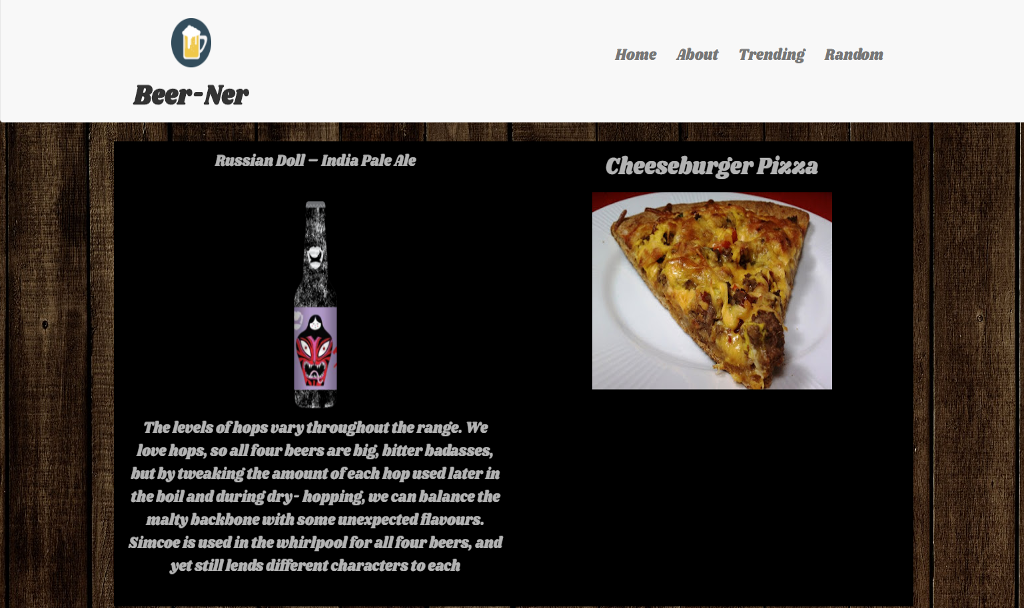 Beer-Ner
Home
About
Trending
Random
Russian Doll – India Pale Ale
The levels of hops vary throughout the range. We
love hops, so all four beers are big, bitter badasses,
but by tweaking the amount of each hop used later in
the boil and during dry- hopping, we can balance the
malty backbone with some unexpected flavours.
Simcoe is used in the whirlpool for all four beers, and
yet still lends different characters to each
Cheeseburger Pizza